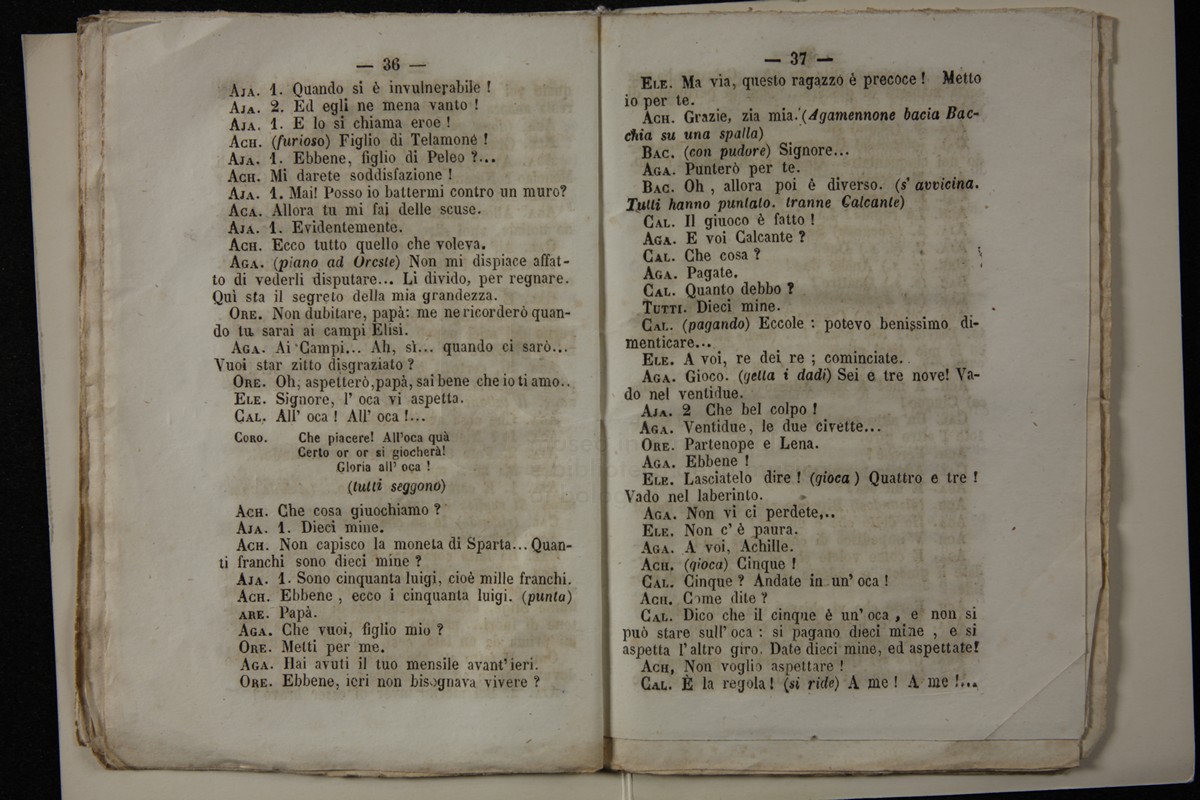 — 36 —
AJA. 1. Quando si è invulnerabile !
AJA. 2. Ed egli ne mena vanto !
AJA. 1. E lo si chiama eroe !
ACH. (furioso) Figlio di Telamone !
AJA. 1. Ebbene, figlio di Peleo ?...
ACH. Mi darete soddisfazione !
AJA. 1. Mai! Posso io battermi contro un muro?
ACA. Allora tu mi fai delle scuse.
AJA. 1. Evidentemente.
ACH. Ecco tutto quello che voleva.
AGA. (piano ad Oreste) Non mi dispiace affat-
to di vederli disputare... Li divido, per regnare.
Quì sta il segreto della mia grandezza.
ORE. Non dubitare, papà: me ne ricorderò quan-
do tu sarai ai campi Elisi.
AGA. Ai Campi... Ah, sì... quando ci sarò...
Vuoi star zitto disgraziato ?
ORE. Oh, aspetterò, papà, sai bene che io ti amo..
ELE. Signore, l' oca vi aspetta.
CAL. All' oca ! All' oca !...
CORO. Che piacere! All'oca quà
Certo or or si giocherà!
Gloria all' oca !
(tutti seggono)
ACH. Che cosa giuochiamo ?
AJA. 1. Dieci mine.
ACH. Non capisco la moneta di Sparta... Quan-
ti franchi sono dieci mine ?
AJA. 1. Sono cinquanta luigi, cioè mille franchi.
ACH. Ebbene , ecco i cinquanta luigi. (punta)
ARE. Papà.
AGA. Che vuoi, figlio mio ?
ORE. Metti per me.
AGA. Hai avuti il tuo mensile avant' ieri.
ORE. Ebbene, ieri non bisognava vivere ?
— 37 —
ELE. Ma via, questo ragazzo è precoce ! Metto
io per te.
ACH. Grazie, zia mia. (Agamennone bacia Bac-
chia su una spalla)
BAC. (con pudore) Signore...
AGA. Punterò per te.
BAC. Oh , allora poi è diverso. (s' avvicina.
Tutti hanno puntato. tranne Calcante)
CAL. Il giuoco è fatto !
AGA. E voi Calcante ?
CAL. Che cosa ?
AGA. Pagate.
CAL. Quanto debbo ?
TUTTI. Dieci mine.
CAL. (pagando) Eccole : potevo benissimo di-
menticare...
ELE. A voi, re dei re ; cominciate.
AGA. Gioco. (getta i dadi) Sei e tre nove! Va-
do nel ventidue.
AJA. 2 Che bel colpo !
AGA. Ventidue, le due civette...
ORE. Partenope e Lena.
AGA. Ebbene !
ELE. Lasciatelo dire ! (gioca) Quattro e tre !
Vado nel laberinto.
AGA. Non vi ci perdete,..
ELE. Non c' è paura.
AGA. A voi, Achille.
ACH. (gioca) Cinque !
CAL. Cinque ? Andate in un' oca !
ACH. Come dite ?
CAL. Dico che il cinque è un' oca , e non si
può stare sull' oca : si pagano dieci mine , e si
aspetta l'altro giro. Date dieci mine, ed aspettate!
ACH, Non voglio aspettare !
CAL. È la regola! (si ride) A me ! A me !...